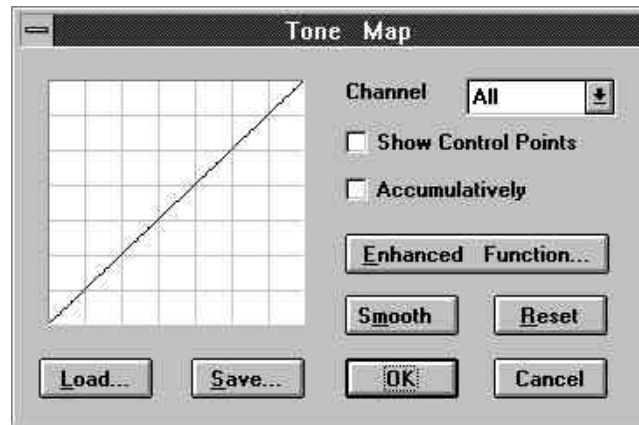 Tone Map
Channel All
Show Control Points
Accumulatively
Enhanced Function...
Smooth Reset
Load... Save... OK Cancel